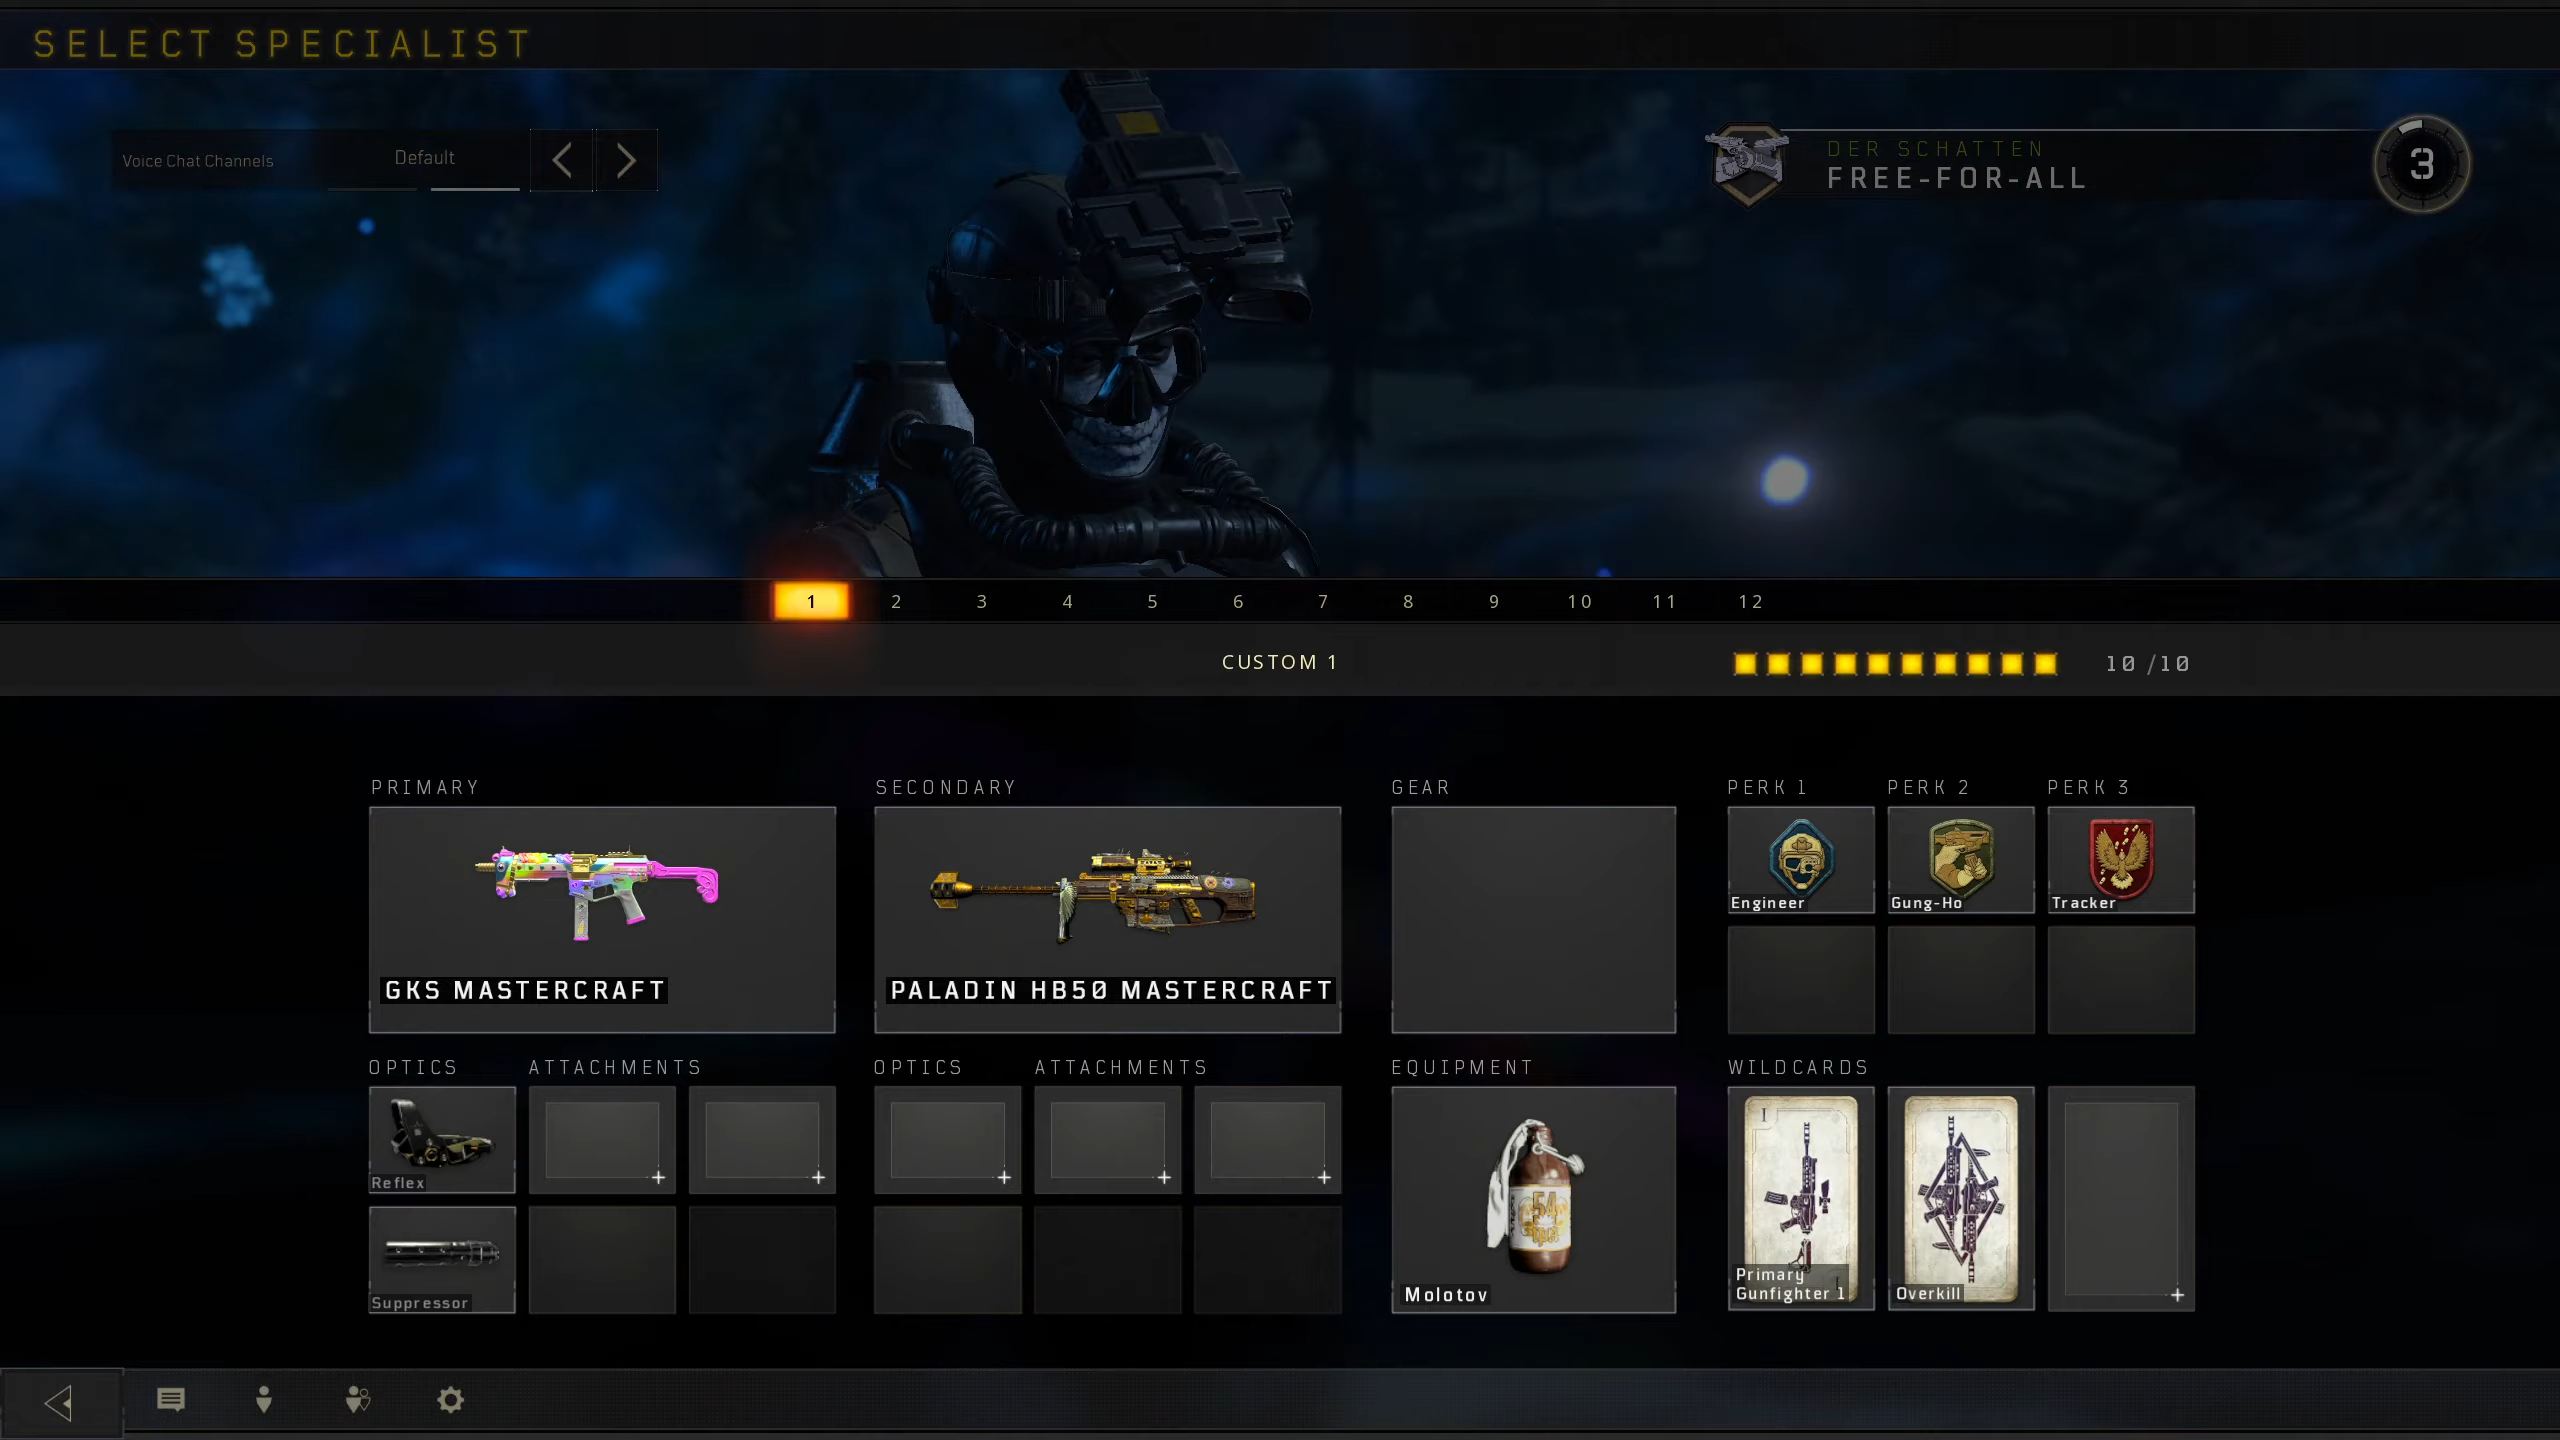 SELECT SPECIALIST
Voice Chat Channels
Default
DER SCHATTEN
FREE-FOR-ALL
3
1 2 3 4 5 6 7 8 9 10 11 12
CUSTOM 1
10 /10
PRIMARY
SECONDARY
GEAR
PERK 1
PERK 2
PERK 3
GKS MASTERCRAFT
PALADIN HB50 MASTERCRAFT
Engineer
Gung-Ho
Tracker
OPTICS
ATTACHMENTS
OPTICS
ATTACHMENTS
EQUIPMENT
WILDCARDS
Reflex
Suppressor
54
Molotov
I
Primary
Gunfighter 1
Overkill